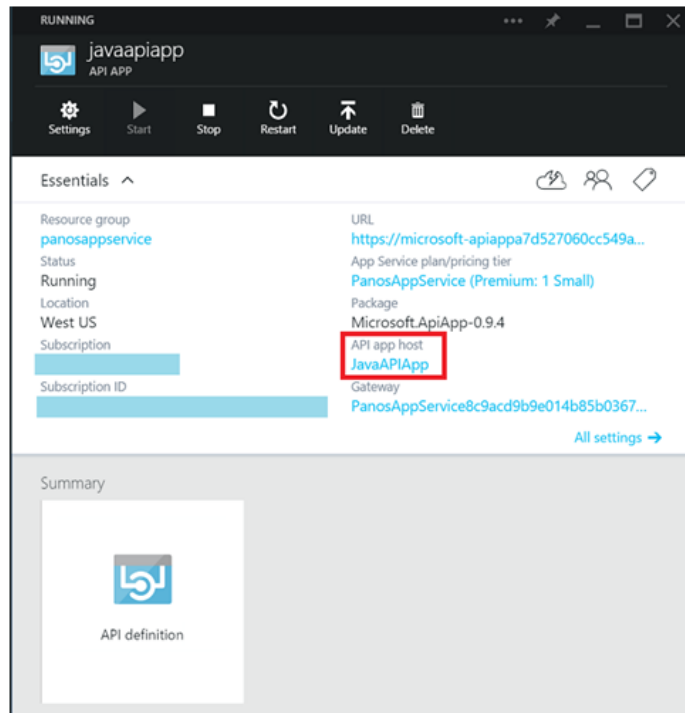 RUNNING
javaapiapp
API APP
Settings
Start
Stop
Restart
Update
Delete
Essentials
Resource group
panosappservice
Status
Running
Location
West US
Subscription
Subscription ID
URL
https://microsoft-apiappa7d527060cc549a...
App Service plan/pricing tier
PanosAppService (Premium: 1 Small)
Package
Microsoft.ApiApp-0.9.4
API app host
JavaAPIApp
Gateway
PanosAppService8c9acd9b9e014b85b0367...
All settings →
Summary
API definition